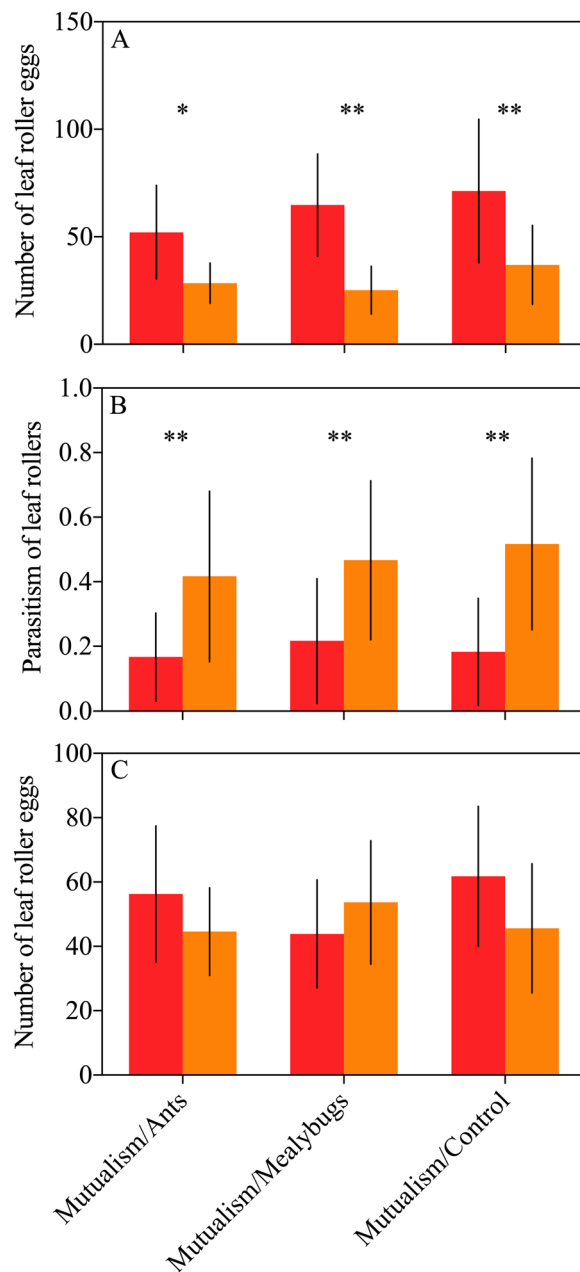 A
Number of leaf roller eggs
150
100
50
0
*
**
**
B
Parasitism of leaf rollers
1.0
0.8
0.6
0.4
0.2
0.0
**
**
**
C
Number of leaf roller eggs
100
80
60
40
20
0
Mutualism/Ants
Mutualism/Mealybugs
Mutualism/Control